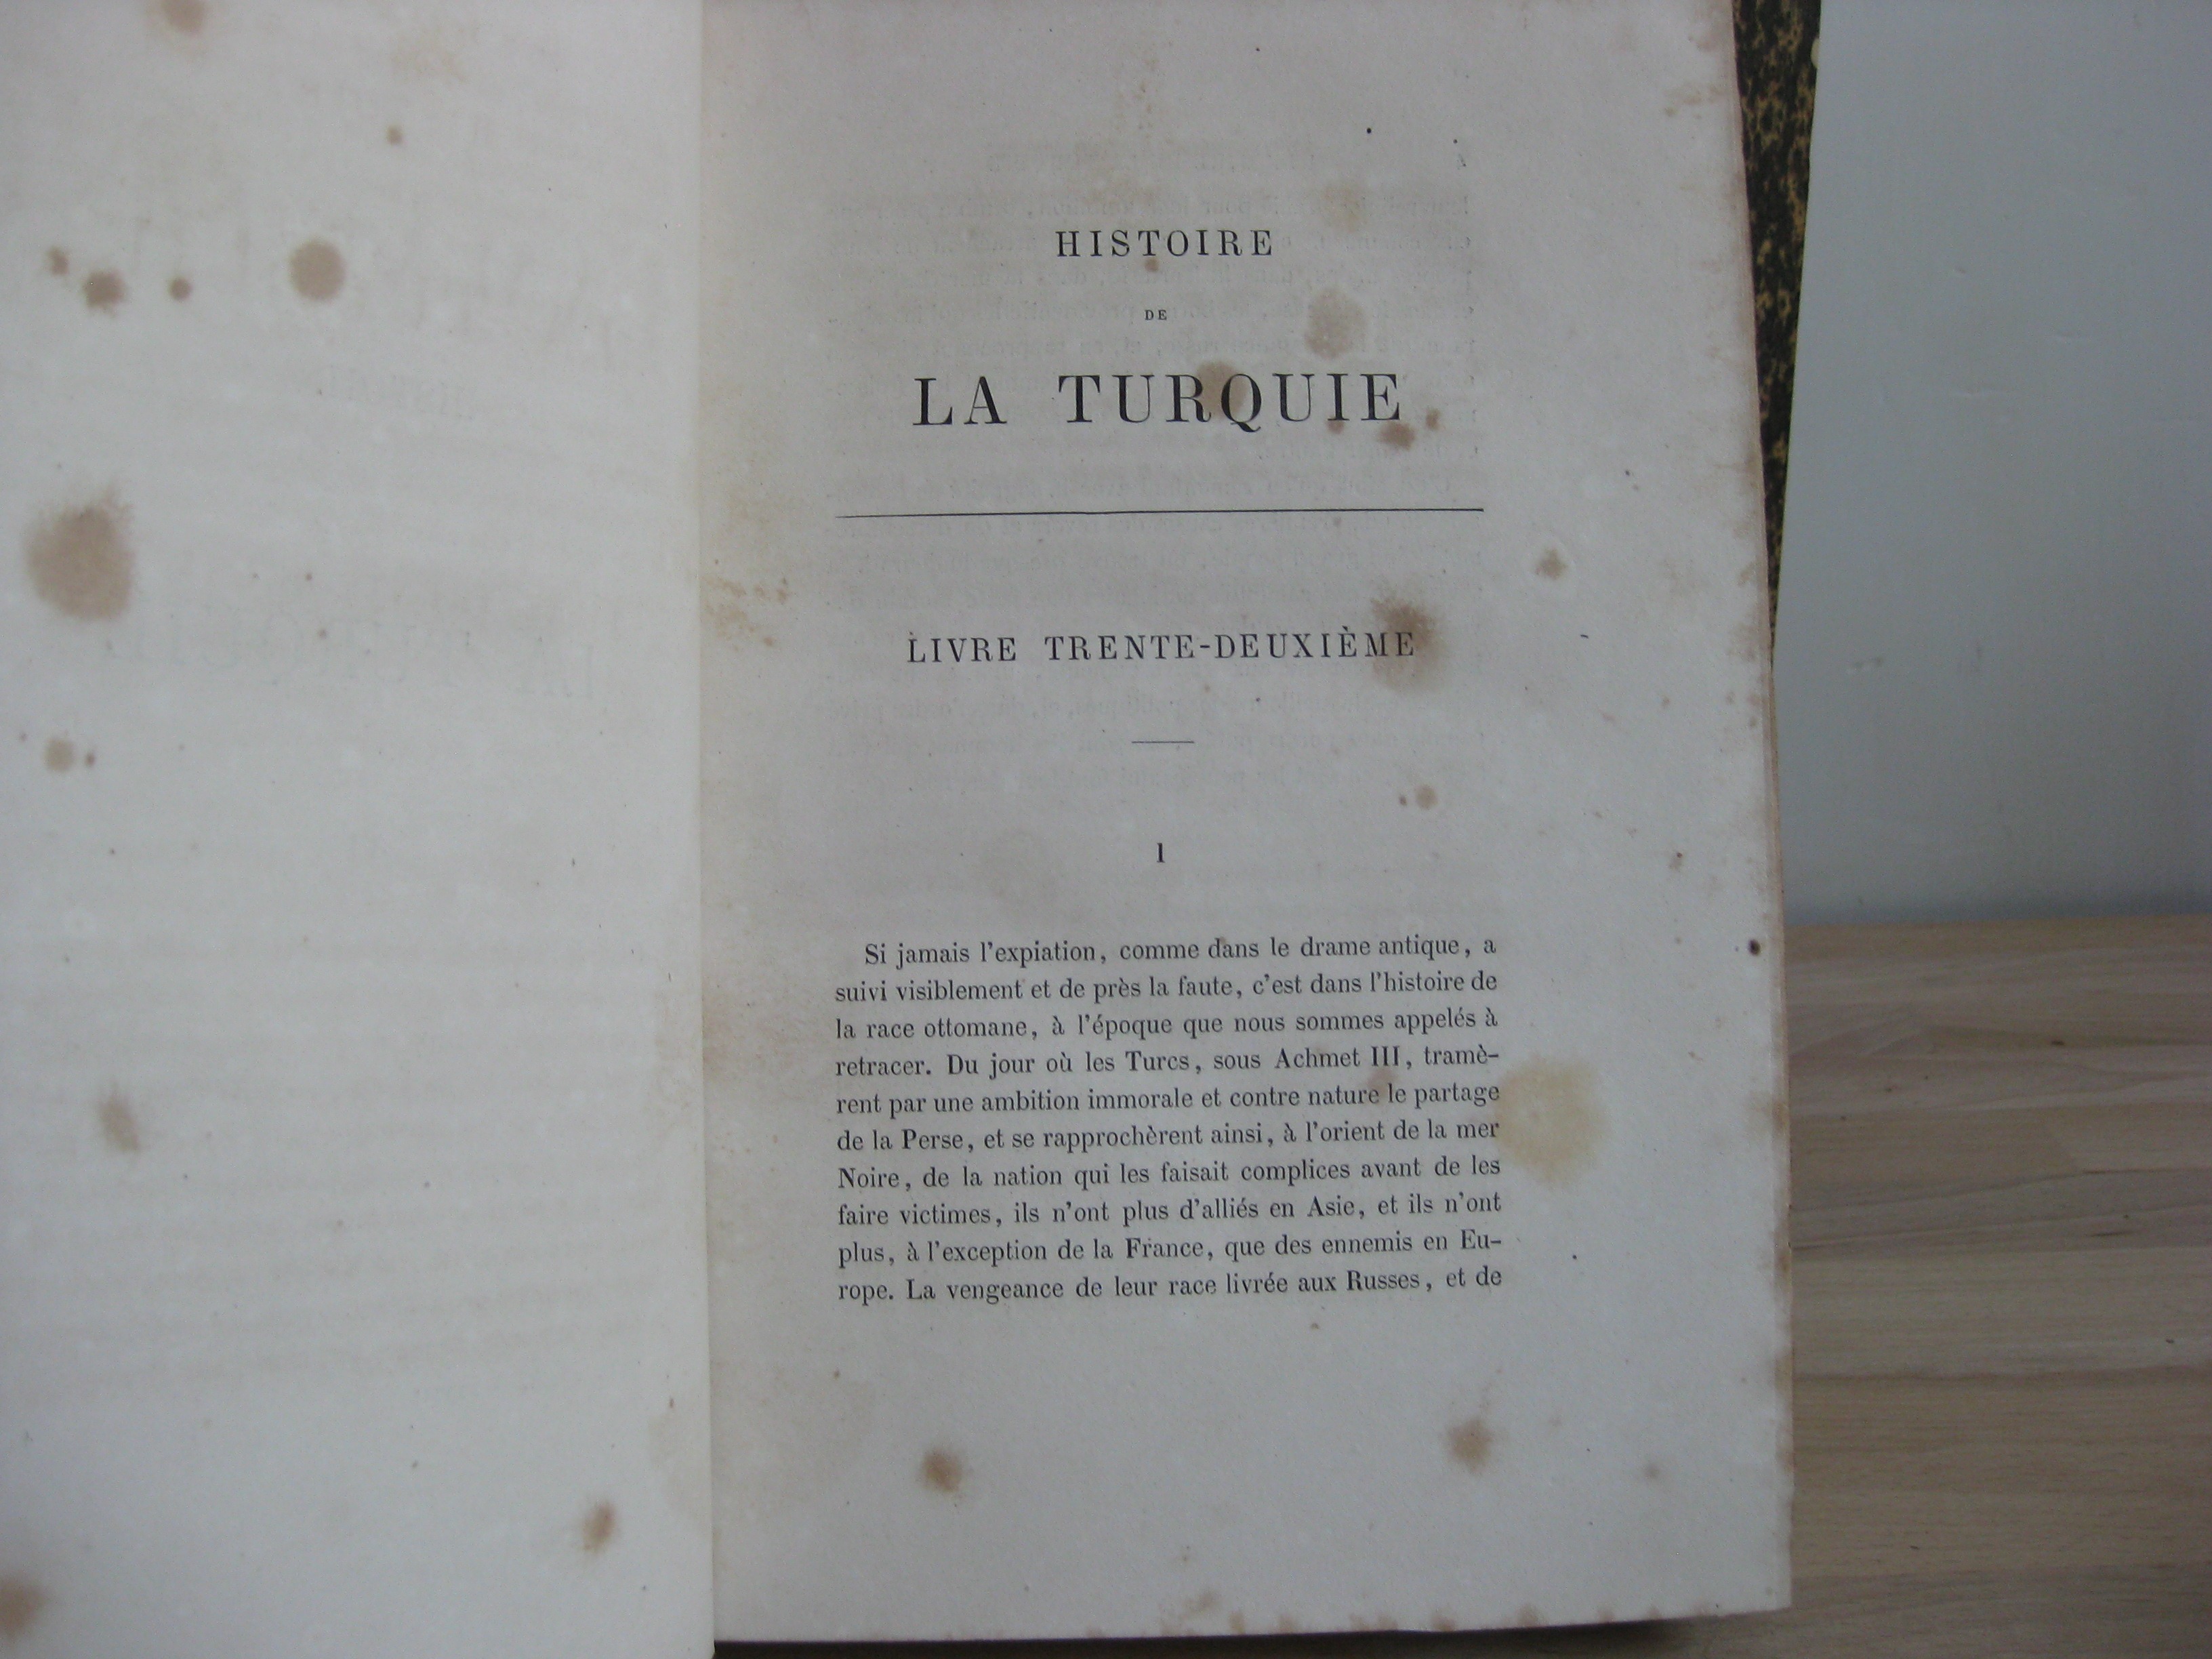 HISTOIRE
DE
LA TURQUIE
LIVRE TRENTE-DEUXIÈME
I
Si jamais l'expiation, comme dans le drame antique, a
suivi visiblement et de près la faute, c'est dans l'histoire de
la race ottomane, à l'époque que nous sommes appelés à
retracer. Du jour où les Turcs, sous Achmet III, tramè-
rent par une ambition immorale et contre nature le partage
de la Perse, et se rapprochèrent ainsi, à l'orient de la mer
Noire, de la nation qui les faisait complices avant de les
faire victimes, ils n'ont plus d'alliés en Asie, et ils n'ont
plus, à l'exception de la France, que des ennemis en Eu-
rope. La vengeance de leur race livrée aux Russes, et de